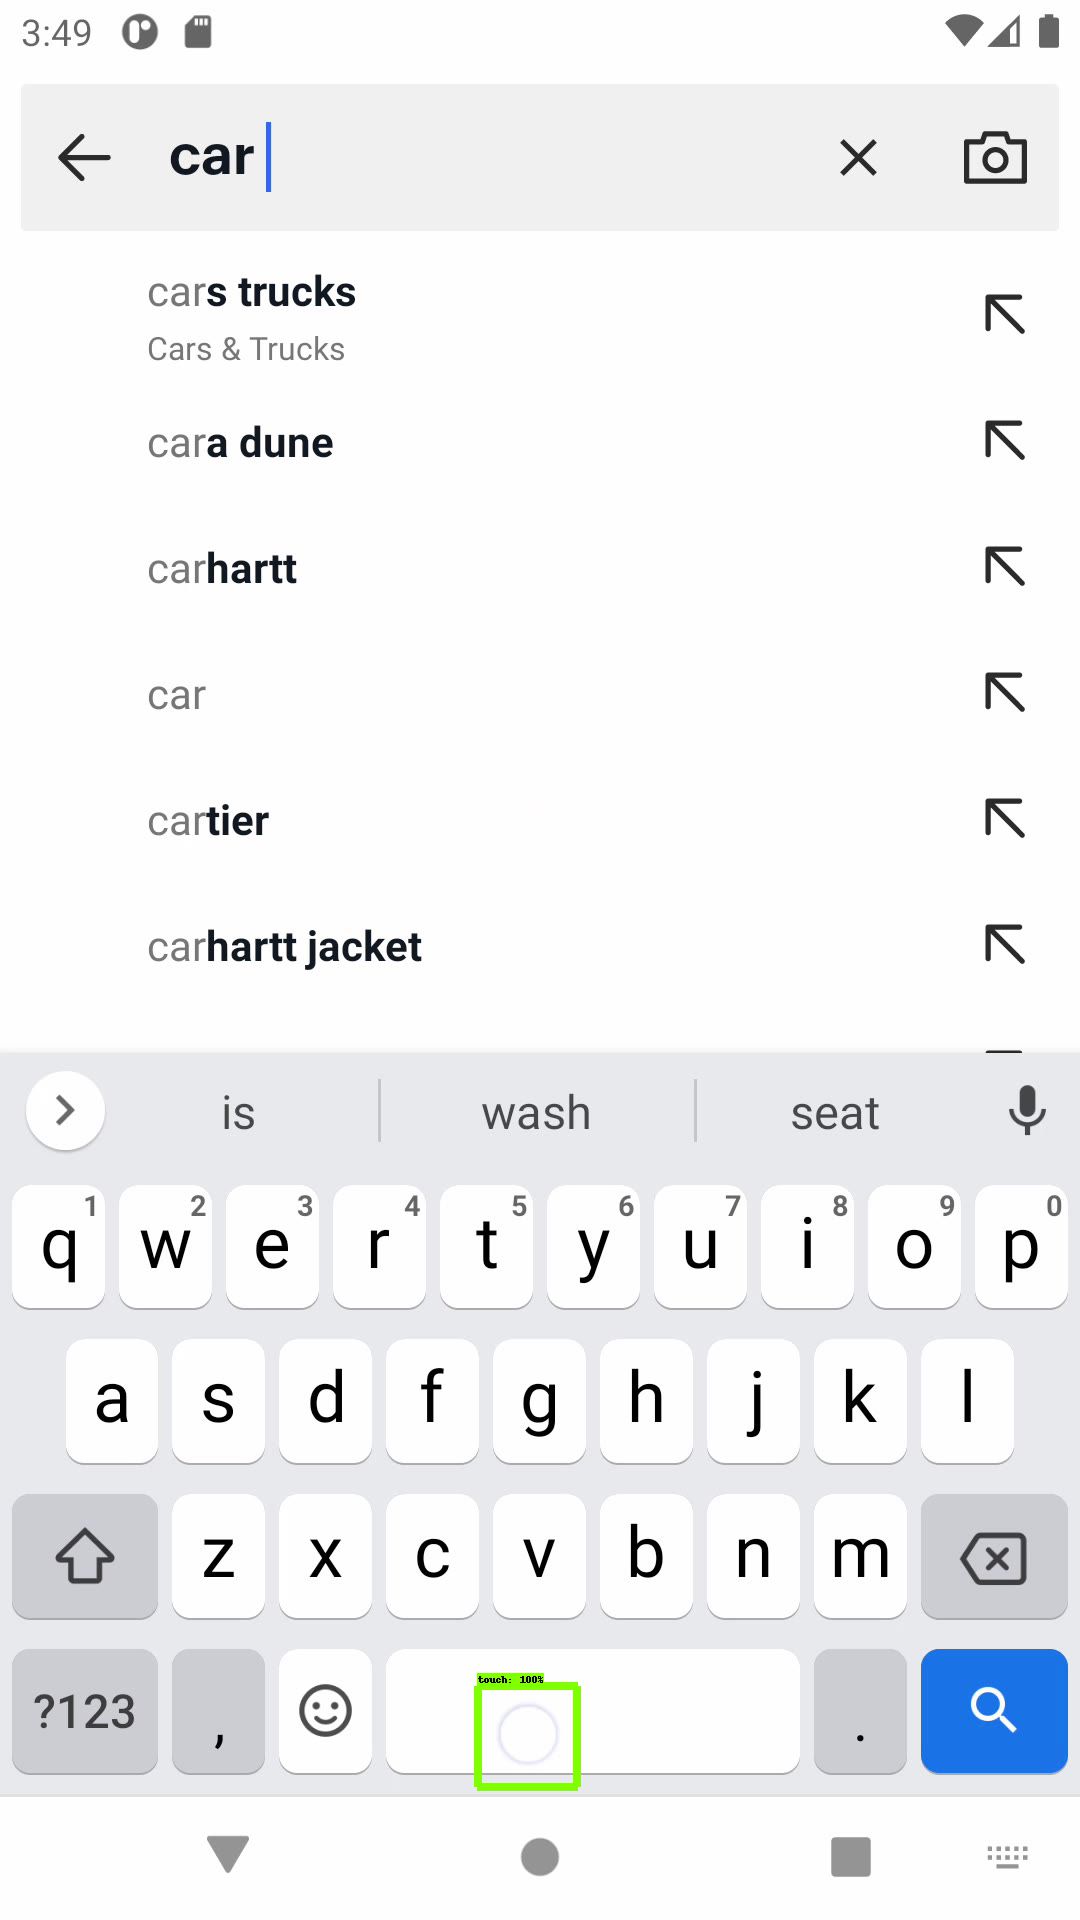 3:49
car
cars trucks
Cars & Trucks
cara dune
carhartt
car
cartier
carhartt jacket
is wash seat
1 2 3 4 5 6 7 8 9 0
q w e r t y u i o p
a s d f g h j k l
z x c v b n m
touch: 100%
?123 , .